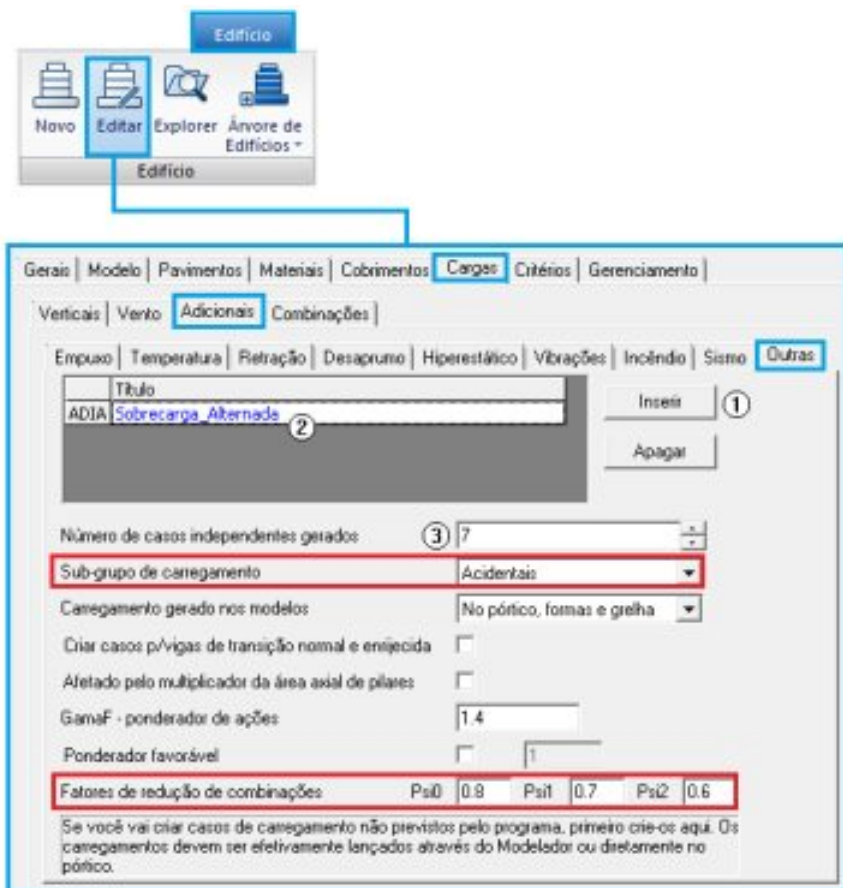 Edifício
Novo Editar Explorer Árvore de Edifícios
Edifício
Gerais Modelo Pavimentos Materiais Cobrimentos Cargas Critérios Gerenciamento
Verticais Vento Adicionais Combinações
Empuxo Temperatura Retração Desaprumo Hiperestático Vibrações Incêndio Sismo Outras
Título
ADIA Sobrecarga_Alternada 2
Inserir 1
Apagar
Número de casos independentes gerados 3 7
Sub-grupo de carregamento Acidentais
Carregamento gerado nos modelos No pórtico, formas e grelha
Criar casos p/vigas de transição normal e enrijecida
Afetado pelo multiplicador da área axial de pilares
GamaF - ponderador de ações 1.4
Ponderador favorável 1
Fatores de redução de combinações Psi0 0.8 Psi1 0.7 Psi2 0.6
Se você vai criar casos de carregamento não previstos pelo programa, primeiro crie-os aqui. Os
carregamentos devem ser efetivamente lançados através do Modelador ou diretamente no
pórtico.